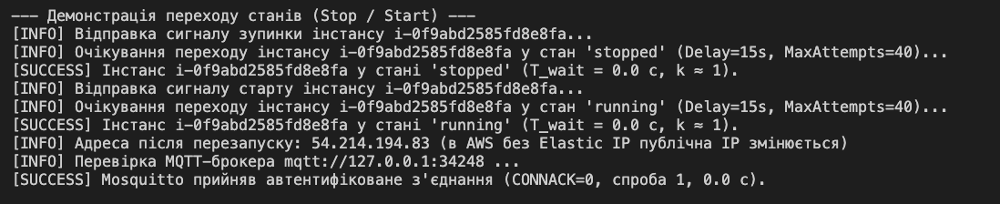 --- Демонстрація переходу станів (Stop / Start) ---
[INFO] Відправка сигналу зупинки інстансу i-0f9abd2585fd8e8fa...
[INFO] Очікування переходу інстансу i-0f9abd2585fd8e8fa у стан 'stopped' (Delay=15s, MaxAttempts=40)...
[SUCCESS] Інстанс i-0f9abd2585fd8e8fa у стані 'stopped' (T_wait = 0.0 с, k ≈ 1).
[INFO] Відправка сигналу старту інстансу i-0f9abd2585fd8e8fa...
[INFO] Очікування переходу інстансу i-0f9abd2585fd8e8fa у стан 'running' (Delay=15s, MaxAttempts=40)...
[SUCCESS] Інстанс i-0f9abd2585fd8e8fa у стані 'running' (T_wait = 0.0 с, k ≈ 1).
[INFO] Адреса після перезапуску: 54.214.194.83 (в AWS без Elastic IP публічна IP змінюється)
[INFO] Перевірка MQTT-брокера mqtt://127.0.0.1:34248 ...
[SUCCESS] Mosquitto прийняв автентифіковане з'єднання (CONNACK=0, спроба 1, 0.0 с).